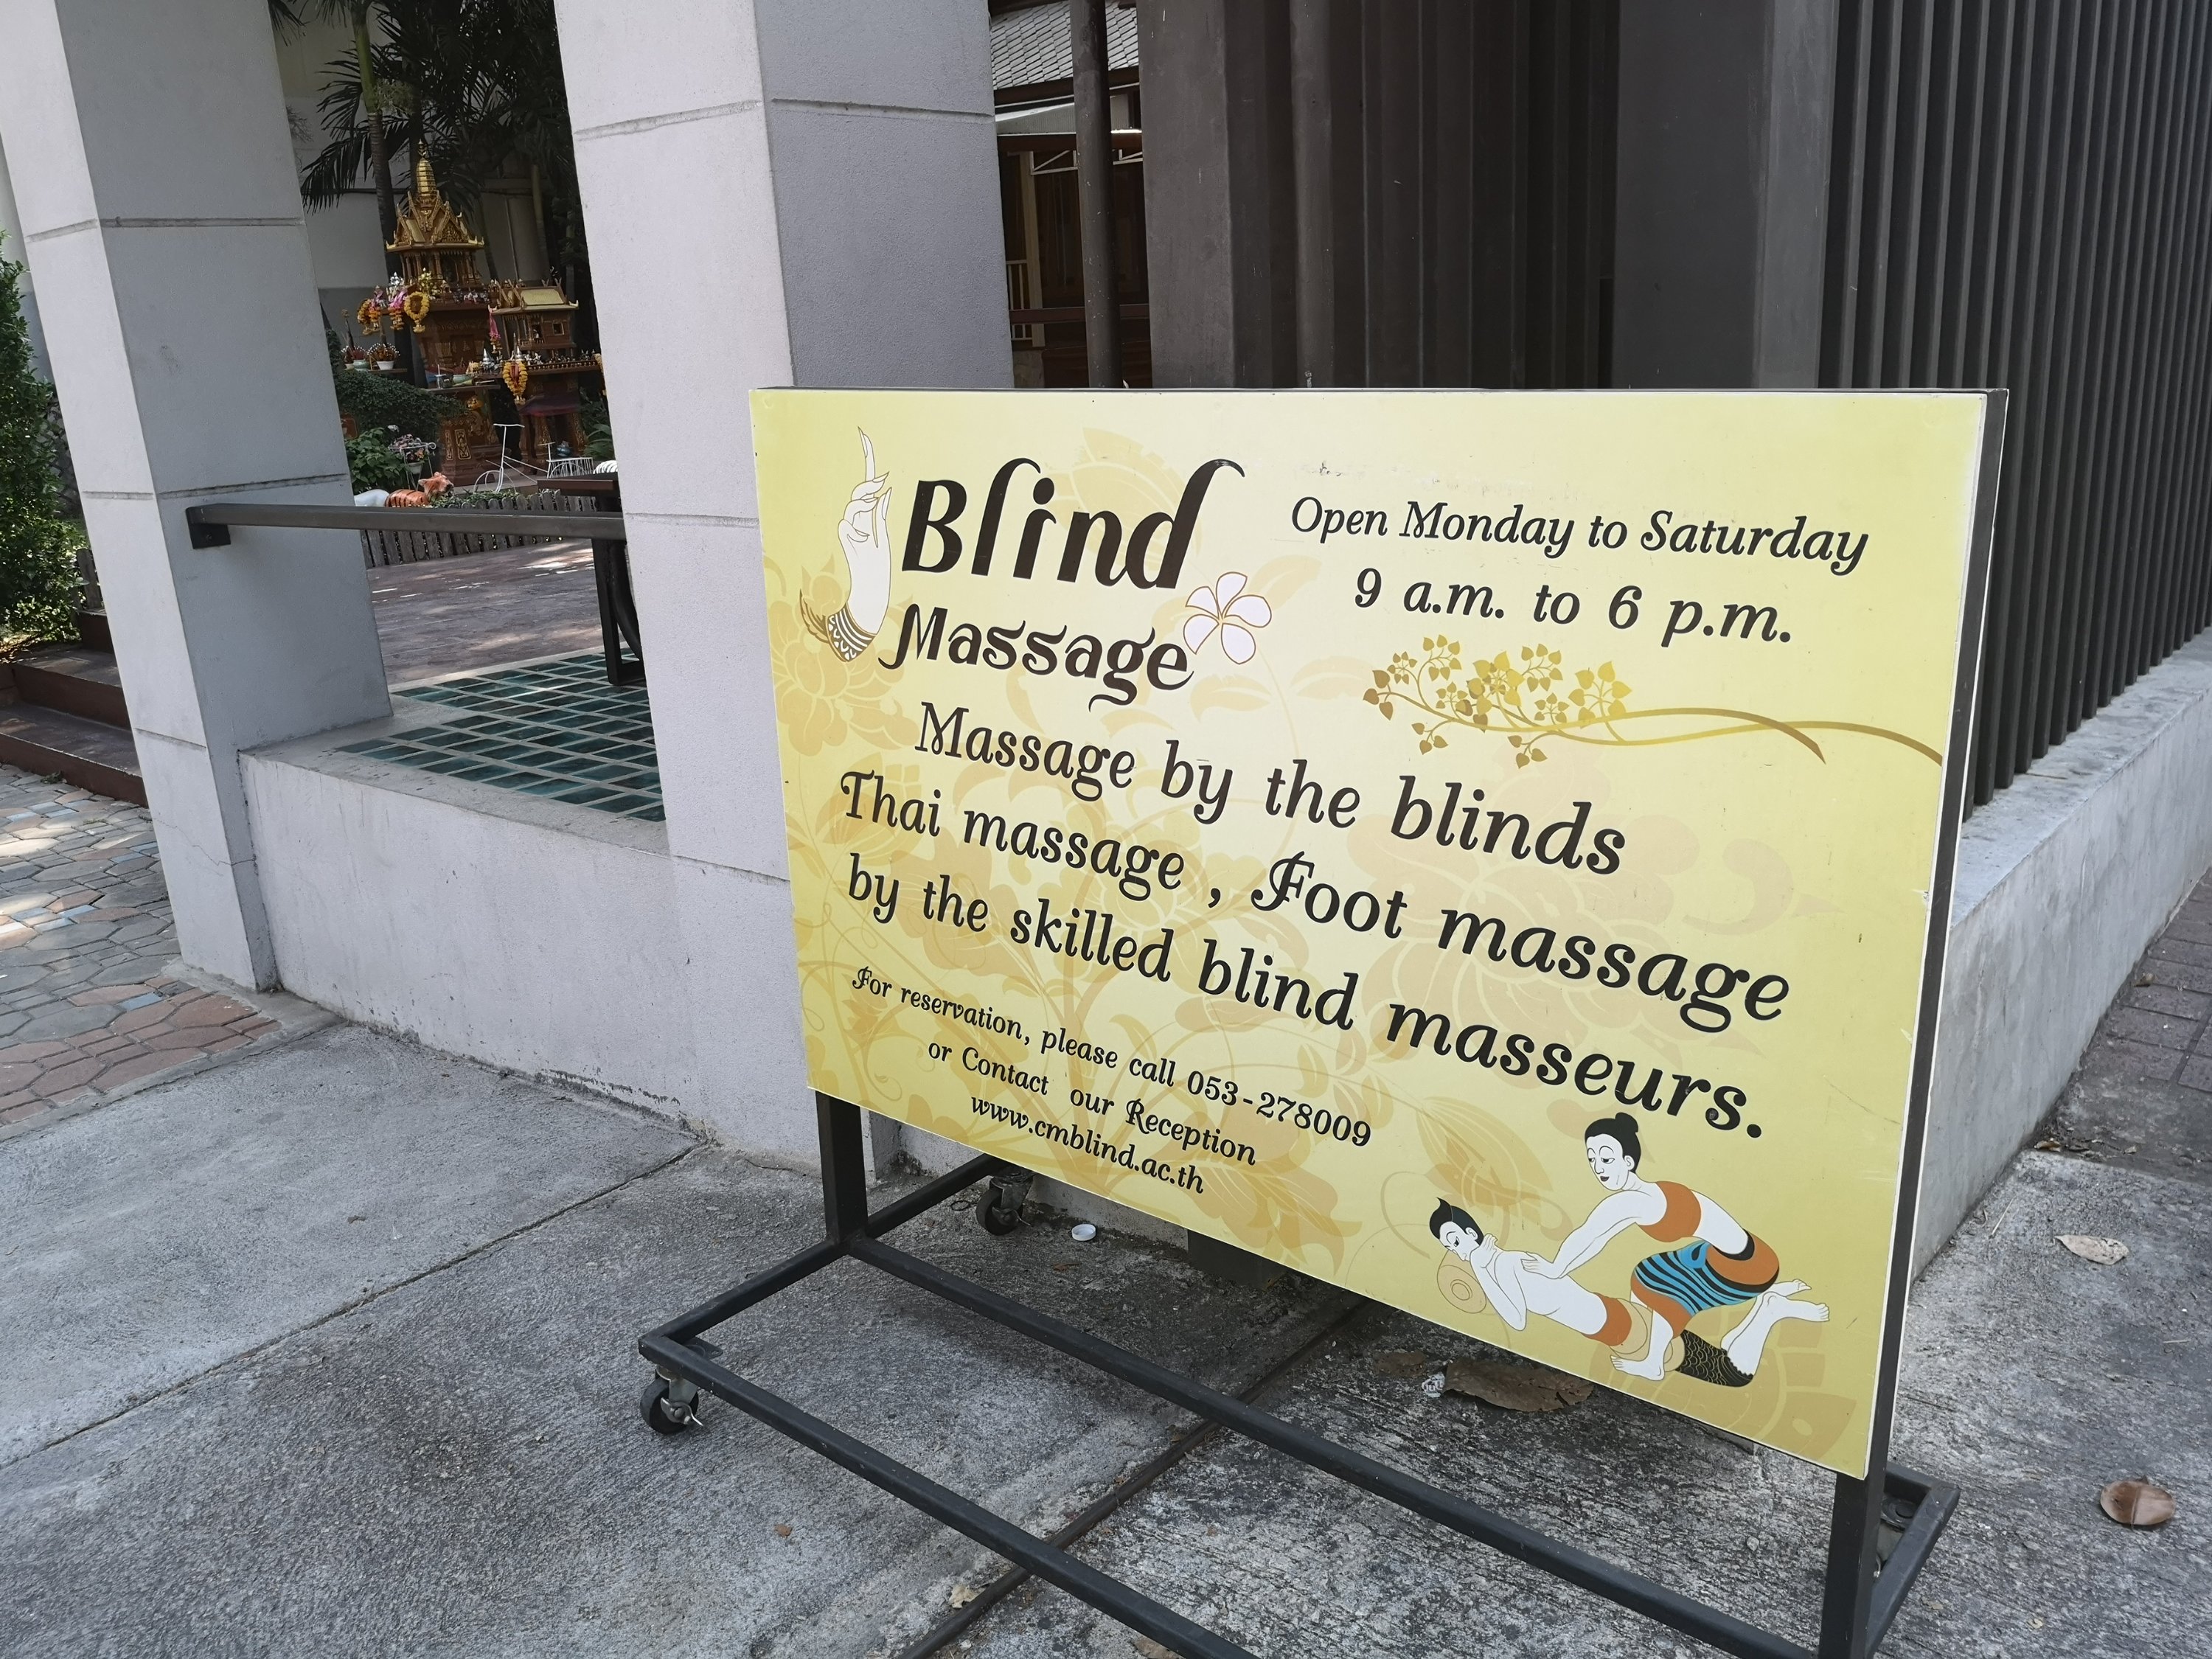 Blind
Massage
Open Monday to Saturday
9 a.m. to 6 p.m.
Massage by the blinds
Thai massage , Foot massage
by the skilled blind masseurs.
For reservation, please call 053-278009
or Contact our Reception
www.cmblind.ac.th